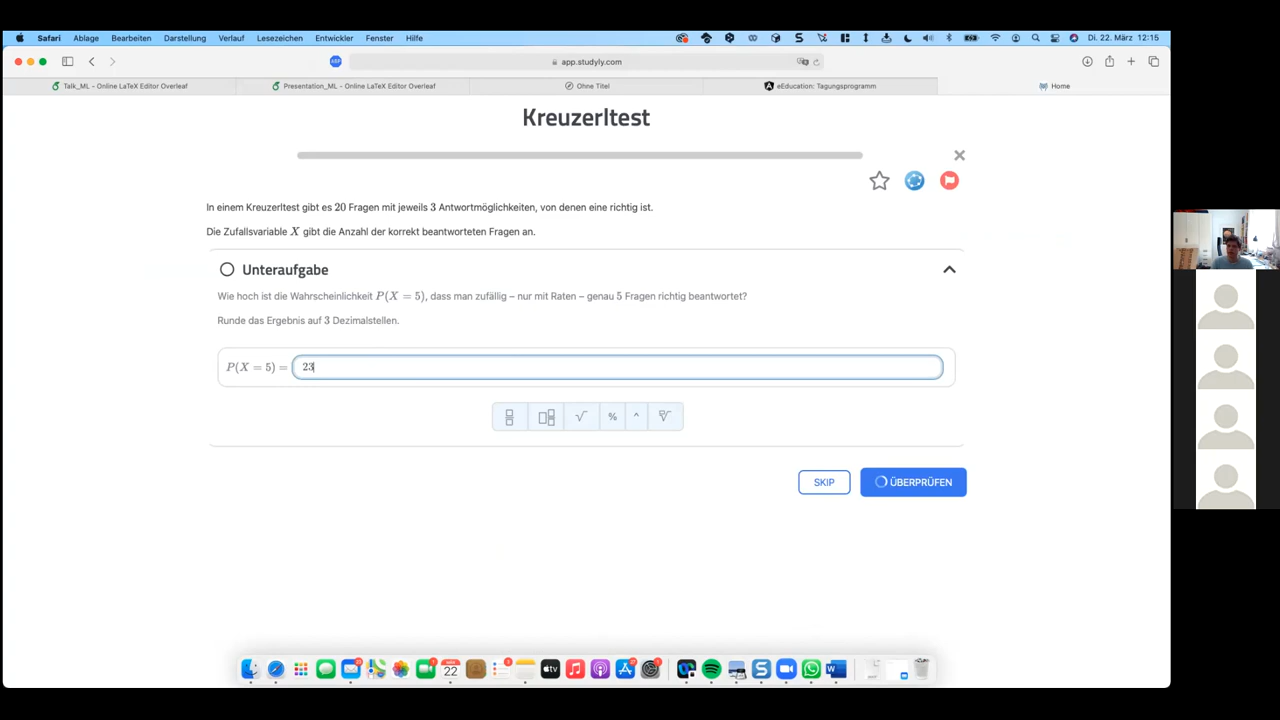 Safari Ablage Bearbeiten Darstellung Verlauf Lesezeichen Entwickler Fenster Hilfe Di. 22. März 12:15
app.studyly.com
Talk_ML - Online LaTeX Editor Overleaf Presentation_ML - Online LaTeX Editor Overleaf Ohne Titel eEducation: Tagungsprogramm Home
Kreuzerltest
In einem Kreuzerltest gibt es 20 Fragen mit jeweils 3 Antwortmöglichkeiten, von denen eine richtig ist.
Die Zufallsvariable X gibt die Anzahl der korrekt beantworteten Fragen an.
Unteraufgabe
Wie hoch ist die Wahrscheinlichkeit P(X = 5), dass man zufällig – nur mit Raten – genau 5 Fragen richtig beantwortet?
Runde das Ergebnis auf 3 Dezimalstellen.
P(X = 5) = 23
√ % ^
SKIP ÜBERPRÜFEN
22
tv